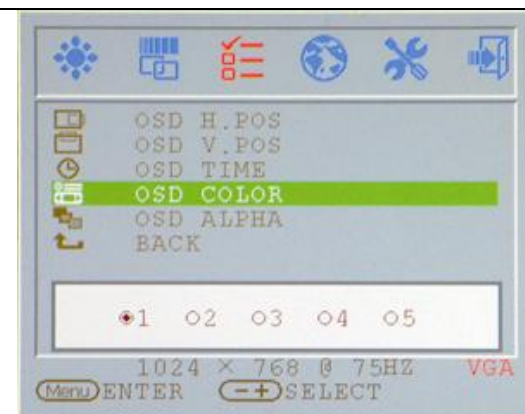 OSD H.POS
OSD V.POS
OSD TIME
OSD COLOR
OSD ALPHA
BACK
1 2 3 4 5
1024 × 768 @ 75HZ VGA
Menu ENTER - + SELECT